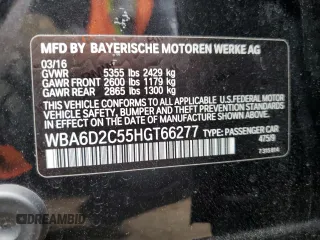 MFD BY BAYERISCHE MOTOREN WERKE AG
03/16
GVWR 5355 lbs 2429 kg
GAWR FRONT 2600 lbs 1179 kg
GAWR REAR 2865 lbs 1300 kg
THIS VEHICLE CONFORMS TO ALL APPLICABLE U.S. FEDERAL MOTOR
VEHICLE SAFETY, BUMPER, AND THEFT PREVENTION STANDARDS
IN EFFECT ON THE DATE OF MANUFACTURE SHOWN ABOVE.
WBA6D2C55HGT66277 TYPE: PASSENGER CAR
475/9
DREAMBID